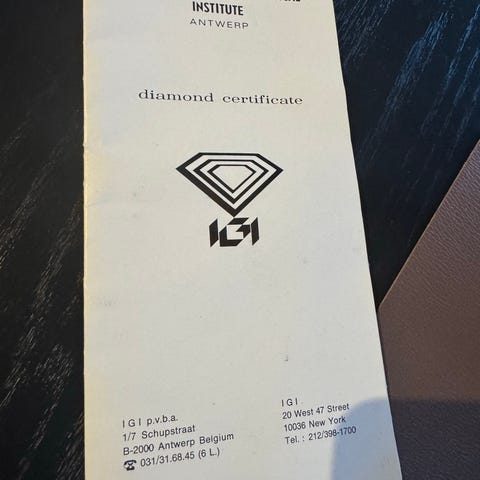 INSTITUTE
ANTWERP
diamond certificate
IGI
I G I p.v.b.a.
1/7 Schupstraat
B-2000 Antwerp Belgium
☎ 031/31.68.45 (6 L.)
I G I
20 West 47 Street
10036 New York
Tel. : 212/398-1700